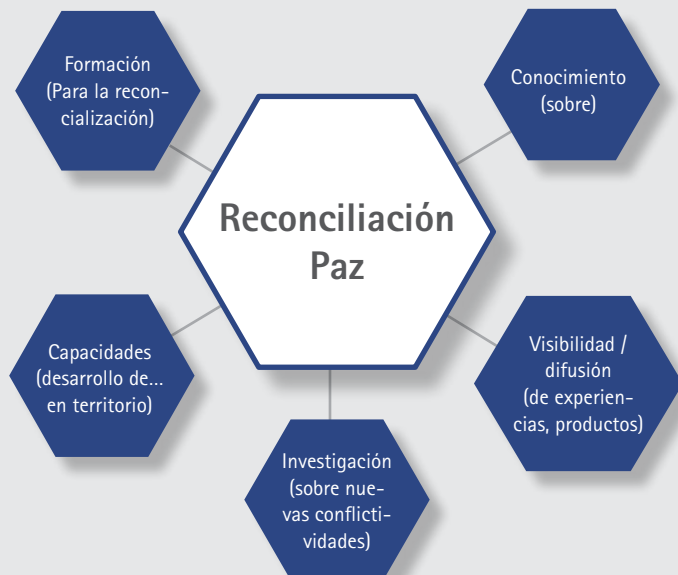 Formación
(Para la recon-
cialización)
Conocimiento
(sobre)
Reconciliación
Paz
Capacidades
(desarrollo de...
en territorio)
Visibilidad /
difusión
(de experien-
cias, productos)
Investigación
(sobre nue-
vas conflicti-
vidades)